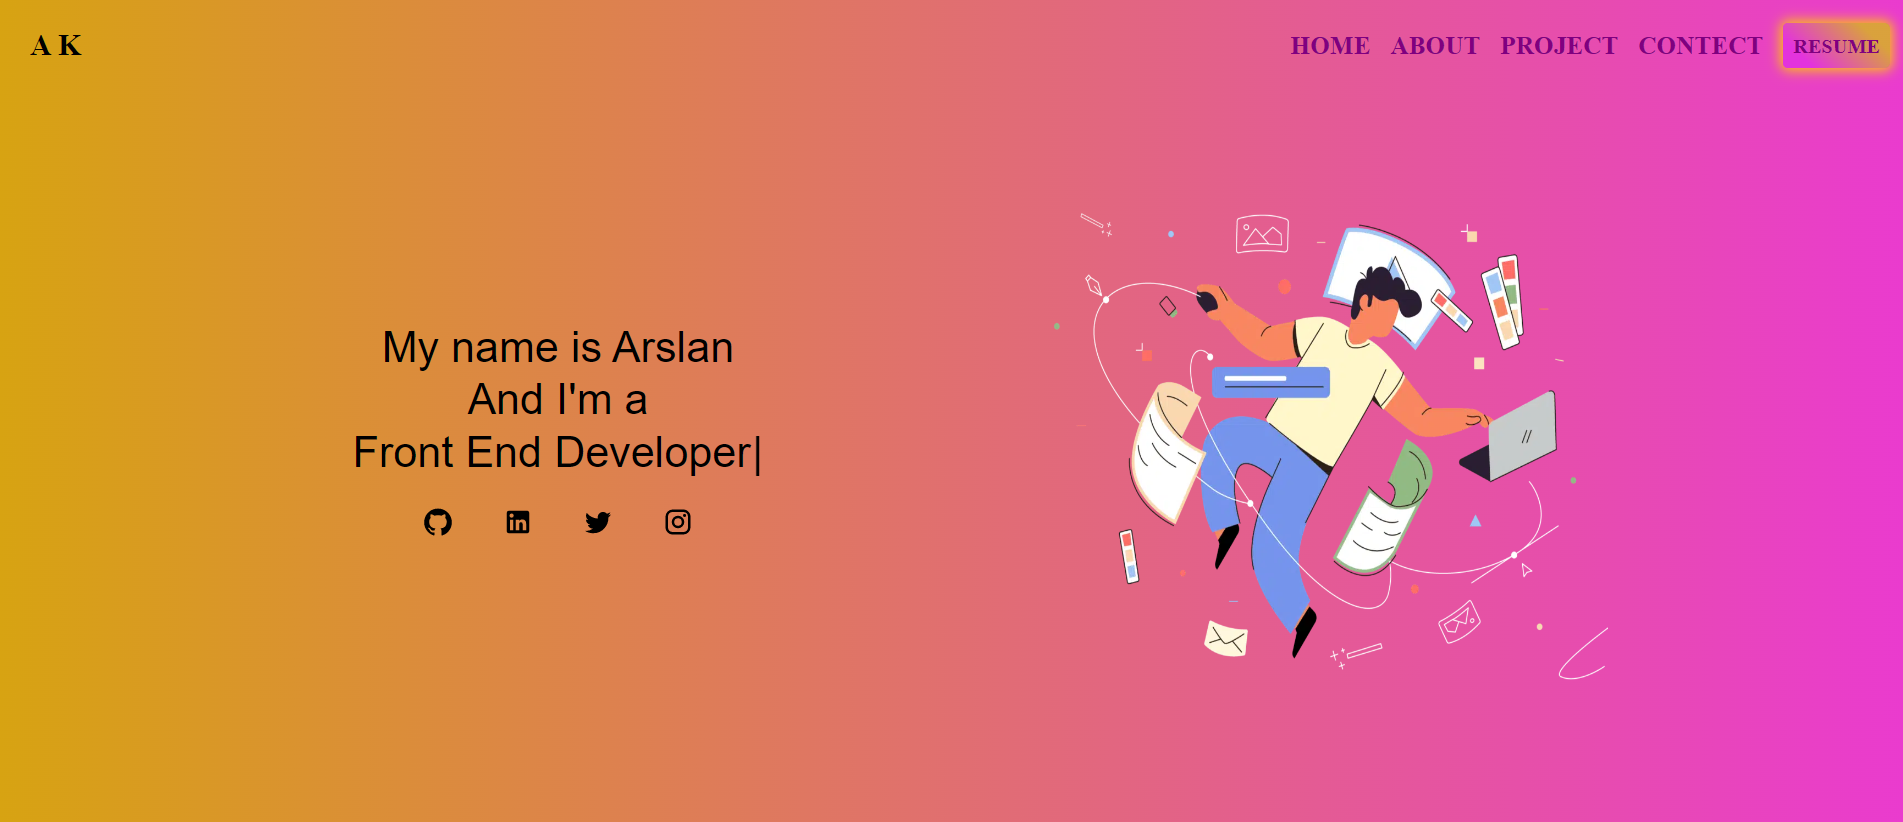 A K
HOME ABOUT PROJECT CONTECT RESUME
My name is Arslan
And I'm a
Front End Developer|